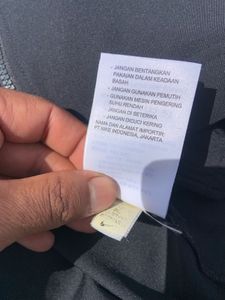 - JANGAN BENTANGKAN
PAKAIAN DALAM KEADAAN
BASAH
- JANGAN GUNAKAN PEMUTIH
- GUNAKAN MESIN PENGERING
SUHU RENDAH
- JANGAN DI SETERIKA
- JANGAN DICUCI KERING
NAMA DAN ALAMAT IMPORTIR:
PT NIKE INDONESIA, JAKARTA